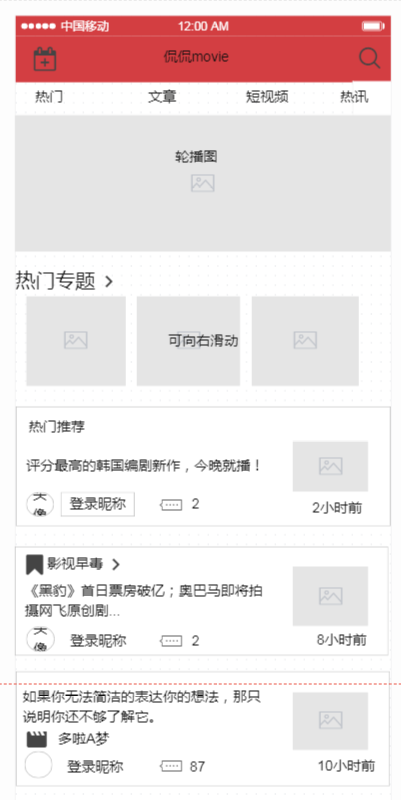 中国移动 12:00 AM
侃侃movie
热门 文章 短视频 热讯
轮播图
热门专题
可向右滑动
热门推荐
评分最高的韩国编剧新作，今晚就播！
头像 登录昵称 2 2小时前
影视早毒
《黑豹》首日票房破亿；奥巴马即将拍
摄网飞原创剧...
头像 登录昵称 2 8小时前
如果你无法简洁的表达你的想法，那只
说明你还不够了解它。
多啦A梦
登录昵称 87 10小时前